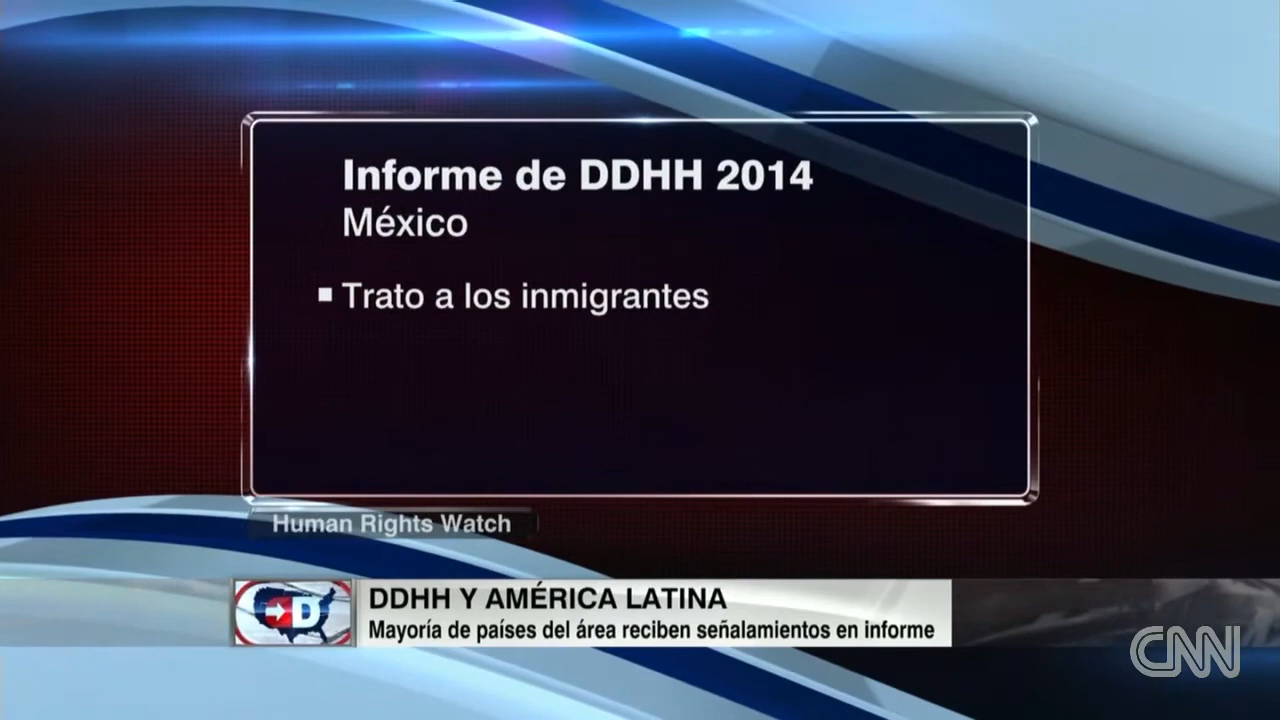 Informe de DDHH 2014
México
▪ Trato a los inmigrantes
Human Rights Watch
D
DDHH Y AMÉRICA LATINA
Mayoría de países del área reciben señalamientos en informe
CNN